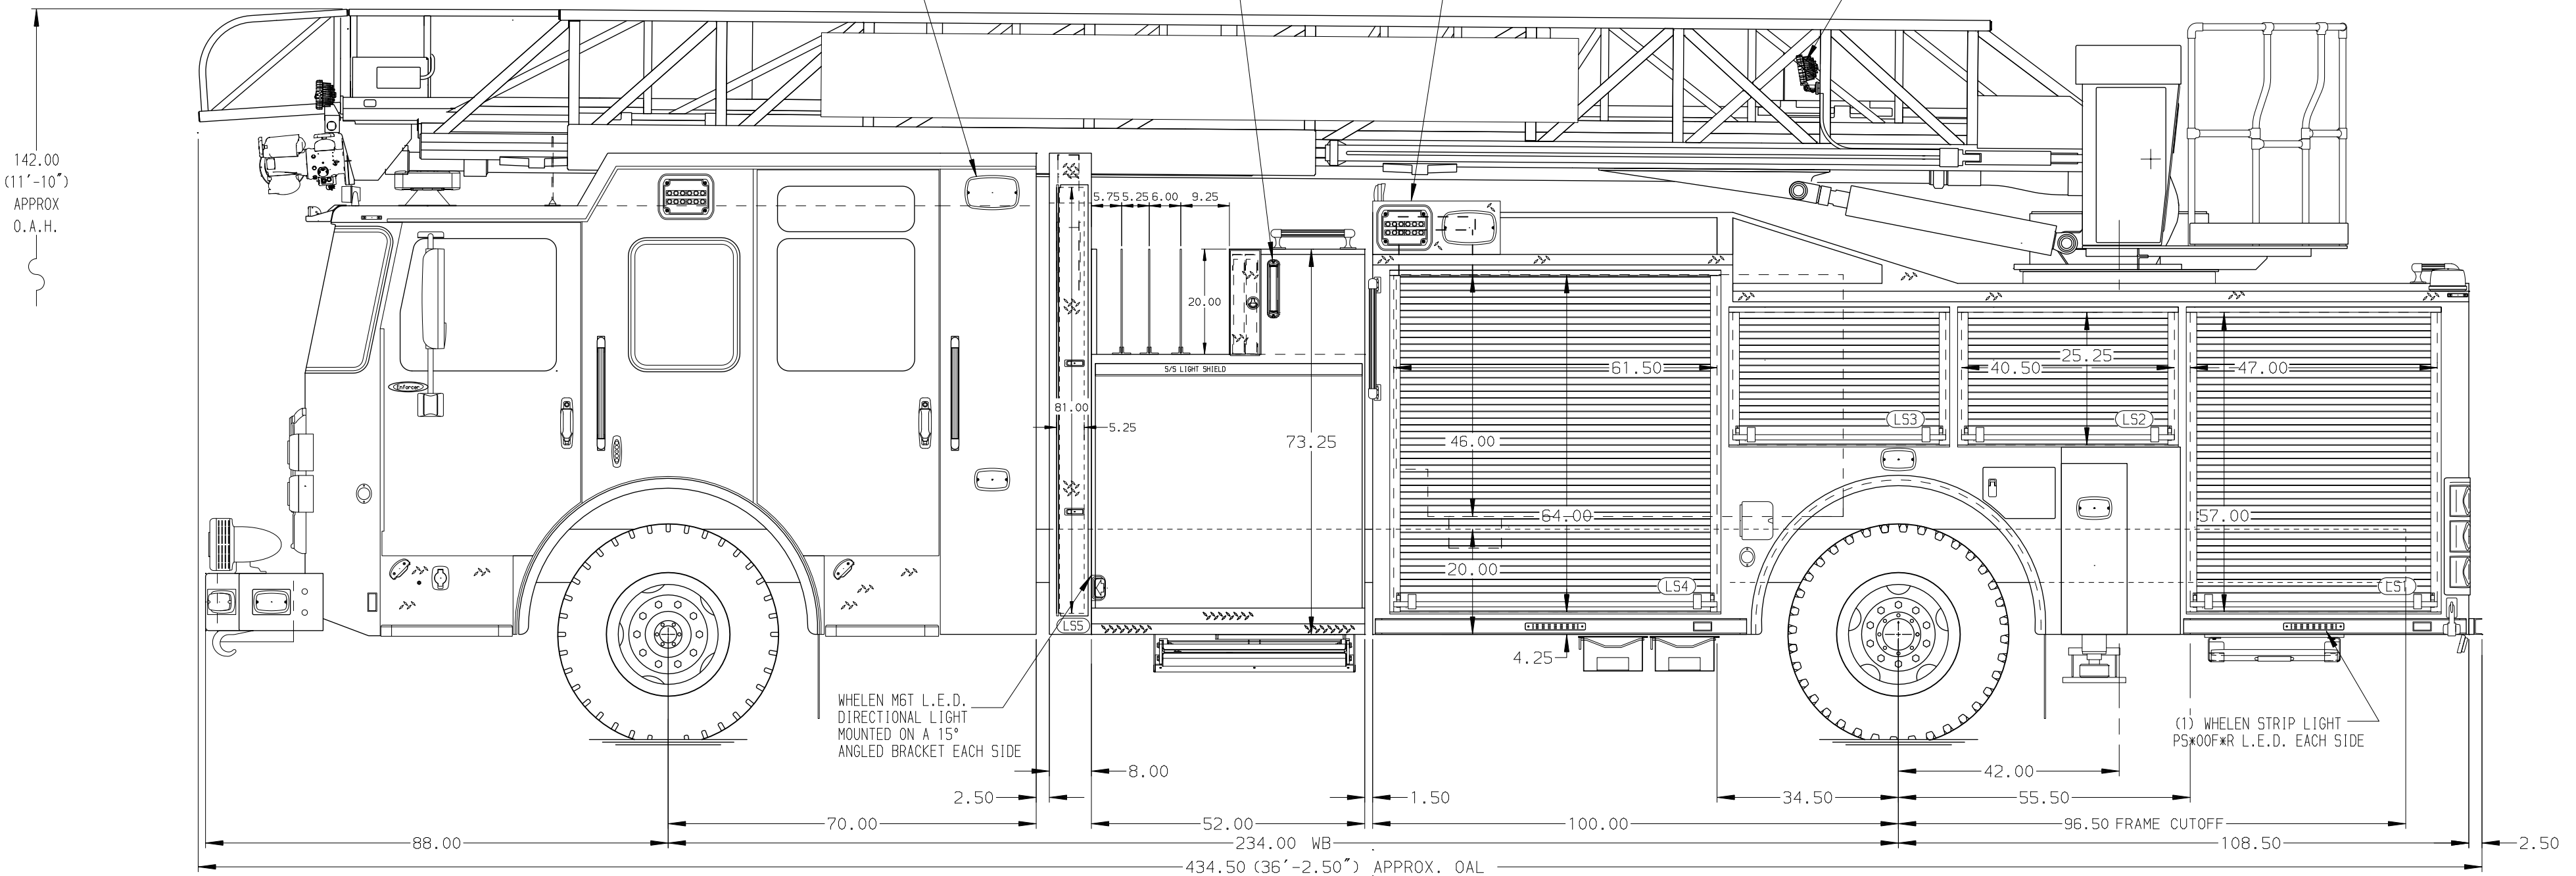 142.00
(11'-10")
APPROX
O.A.H.
5.75
5.25
6.00
9.25
20.00
S/S LIGHT SHIELD
Enforcer
81.00
5.25
73.25
61.50
46.00
64.00
20.00
LS4
LS3
40.50
25.25
LS2
47.00
57.00
LS1
LS5
4.25
WHELEN M6T L.E.D.
DIRECTIONAL LIGHT
MOUNTED ON A 15°
ANGLED BRACKET EACH SIDE
(1) WHELEN STRIP LIGHT
PS*00F*R L.E.D. EACH SIDE
8.00
42.00
2.50
1.50
34.50
55.50
70.00
52.00
100.00
96.50 FRAME CUTOFF
88.00
234.00 WB
108.50
2.50
434.50 (36'-2.50") APPROX. OAL